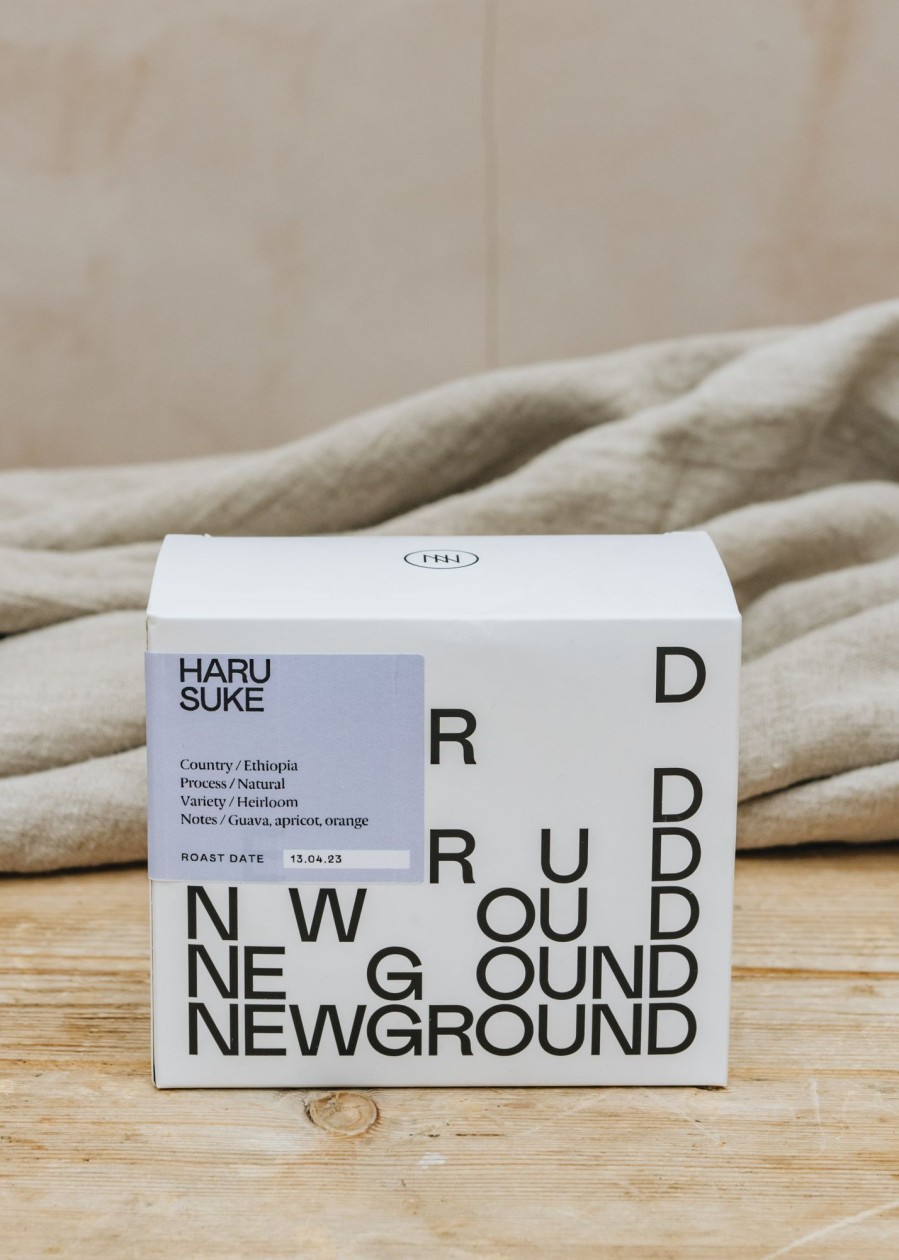 HARU
SUKE
Country / Ethiopia
Process / Natural
Variety / Heirloom
Notes / Guava, apricot, orange
ROAST DATE 13.04.23
D
R
D
R U D
N W OU D
NE G OUND
NEWGROUND